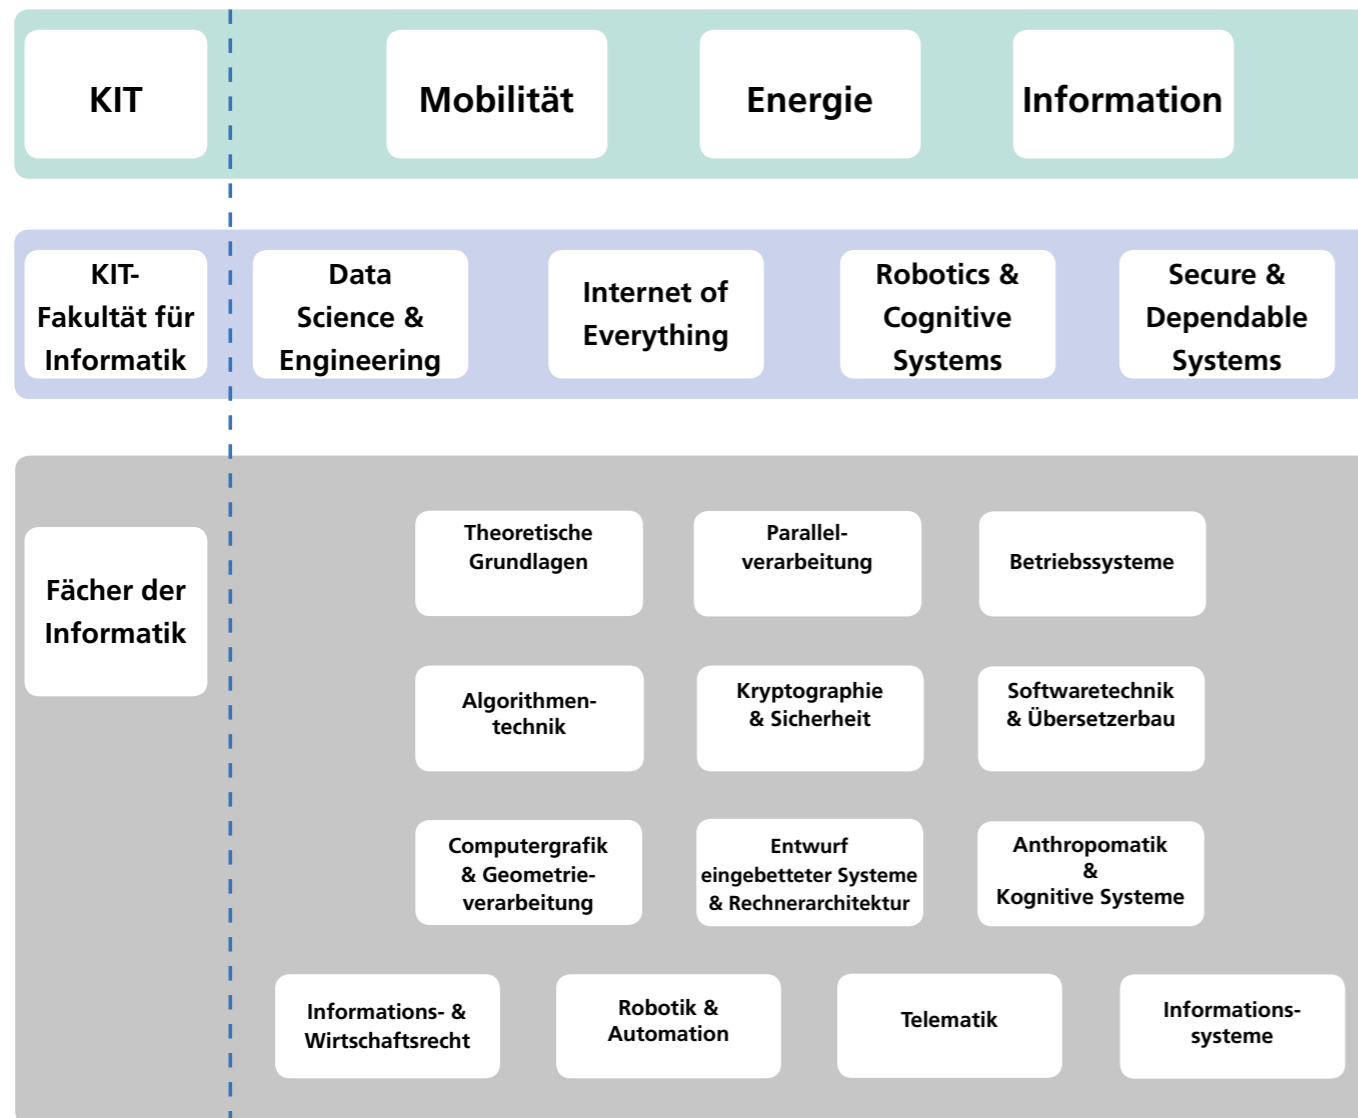 KIT
Mobilität
Energie
Information
KIT-
Fakultät für
Informatik
Data
Science &
Engineering
Internet of
Everything
Robotics &
Cognitive
Systems
Secure &
Dependable
Systems
Fächer der
Informatik
Theoretische
Grundlagen
Parallel-
verarbeitung
Betriebssysteme
Algorithmen-
technik
Kryptographie
& Sicherheit
Softwaretechnik
& Übersetzerbau
Computergrafik
& Geometrie-
verarbeitung
Entwurf
eingebetteter Systeme
& Rechnerarchitektur
Anthropomatik
&
Kognitive Systeme
Informations- &
Wirtschaftsrecht
Robotik &
Automation
Telematik
Informations-
systeme